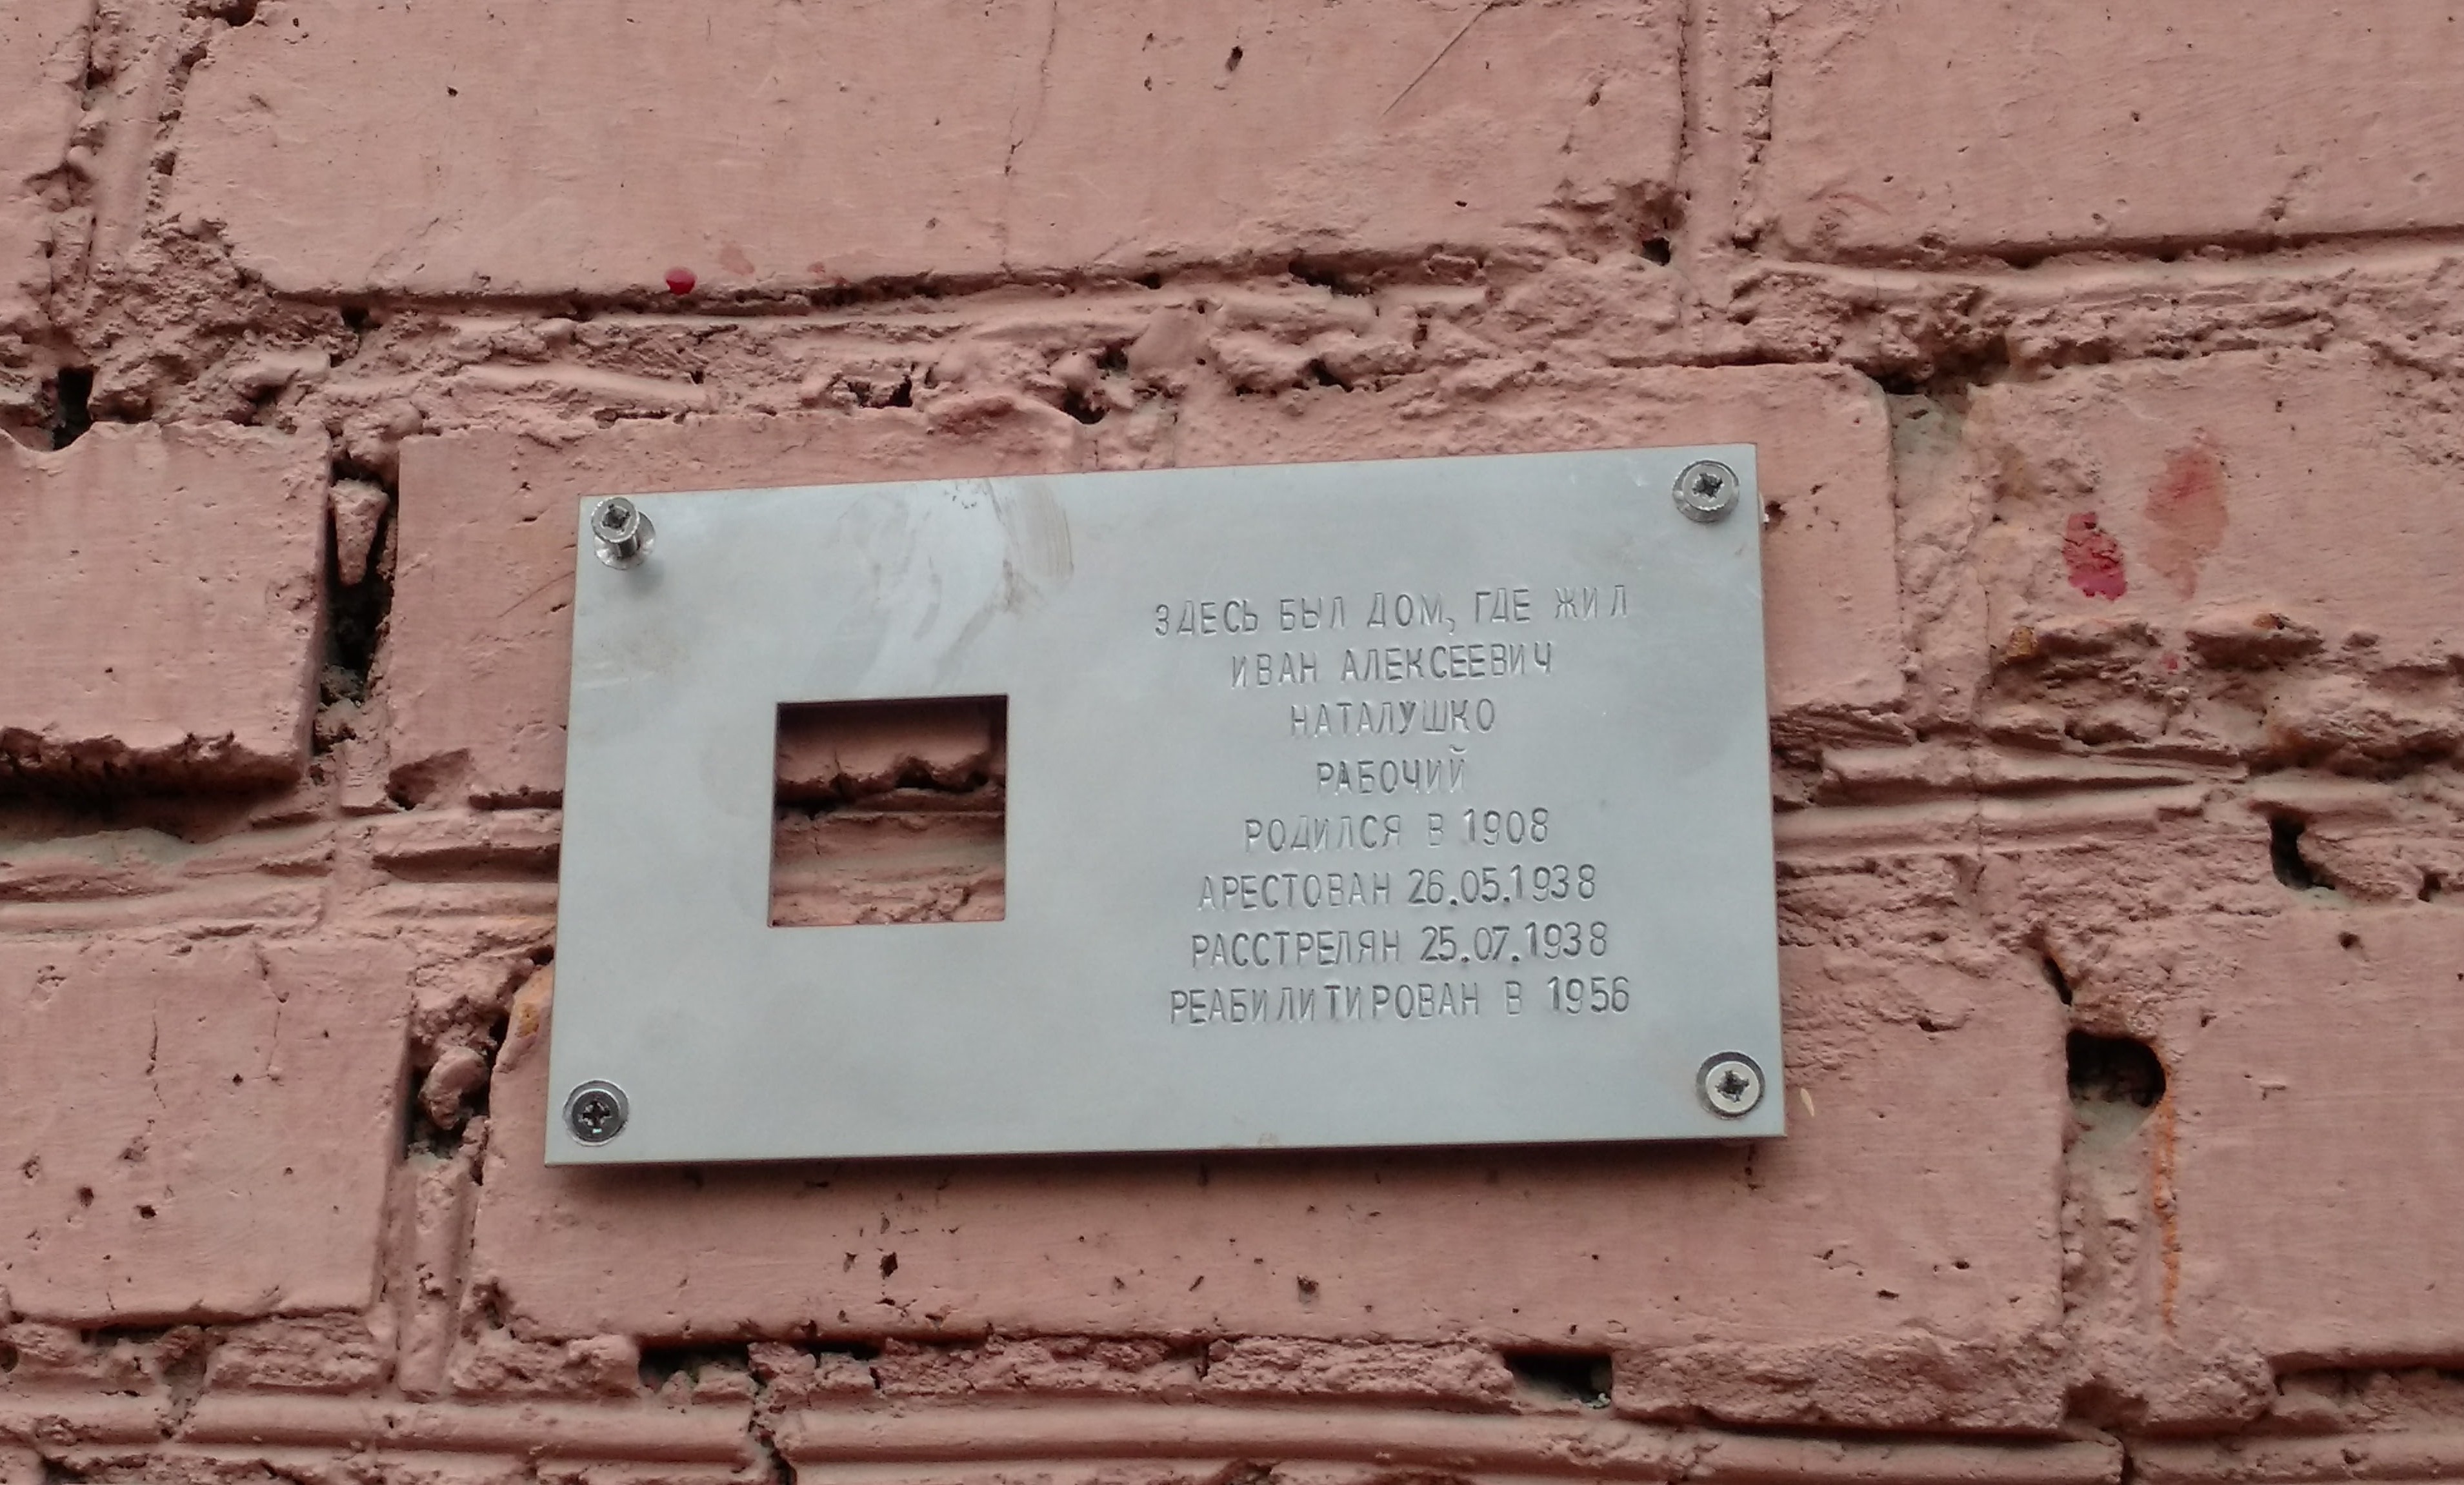 ЗДЕСЬ БЫЛ ДОМ, ГДЕ ЖИЛ
ИВАН АЛЕКСЕЕВИЧ
НАТАЛУШКО
РАБОЧИЙ
РОДИЛСЯ В 1908
АРЕСТОВАН 26.05.1938
РАССТРЕЛЯН 25.07.1938
РЕАБИЛИТИРОВАН В 1956